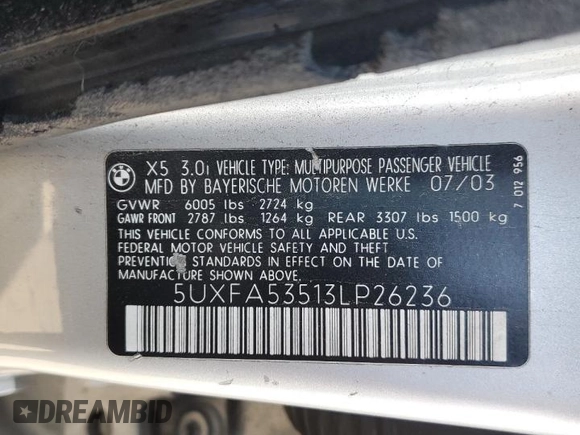 BMW
X5 3.0i VEHICLE TYPE: MULTIPURPOSE PASSENGER VEHICLE
MFD BY BAYERISCHE MOTOREN WERKE 07/03
GVWR 6005 lbs 2724 kg
GAWR FRONT 2787 lbs 1264 kg REAR 3307 lbs 1500 kg
THIS VEHICLE CONFORMS TO ALL APPLICABLE U.S.
FEDERAL MOTOR VEHICLE SAFETY AND THEFT
PREVENTION STANDARDS IN EFFECT ON THE DATE OF
MANUFACTURE SHOWN ABOVE.
5UXFA53513LP26236
7 012 956
DREAMBID